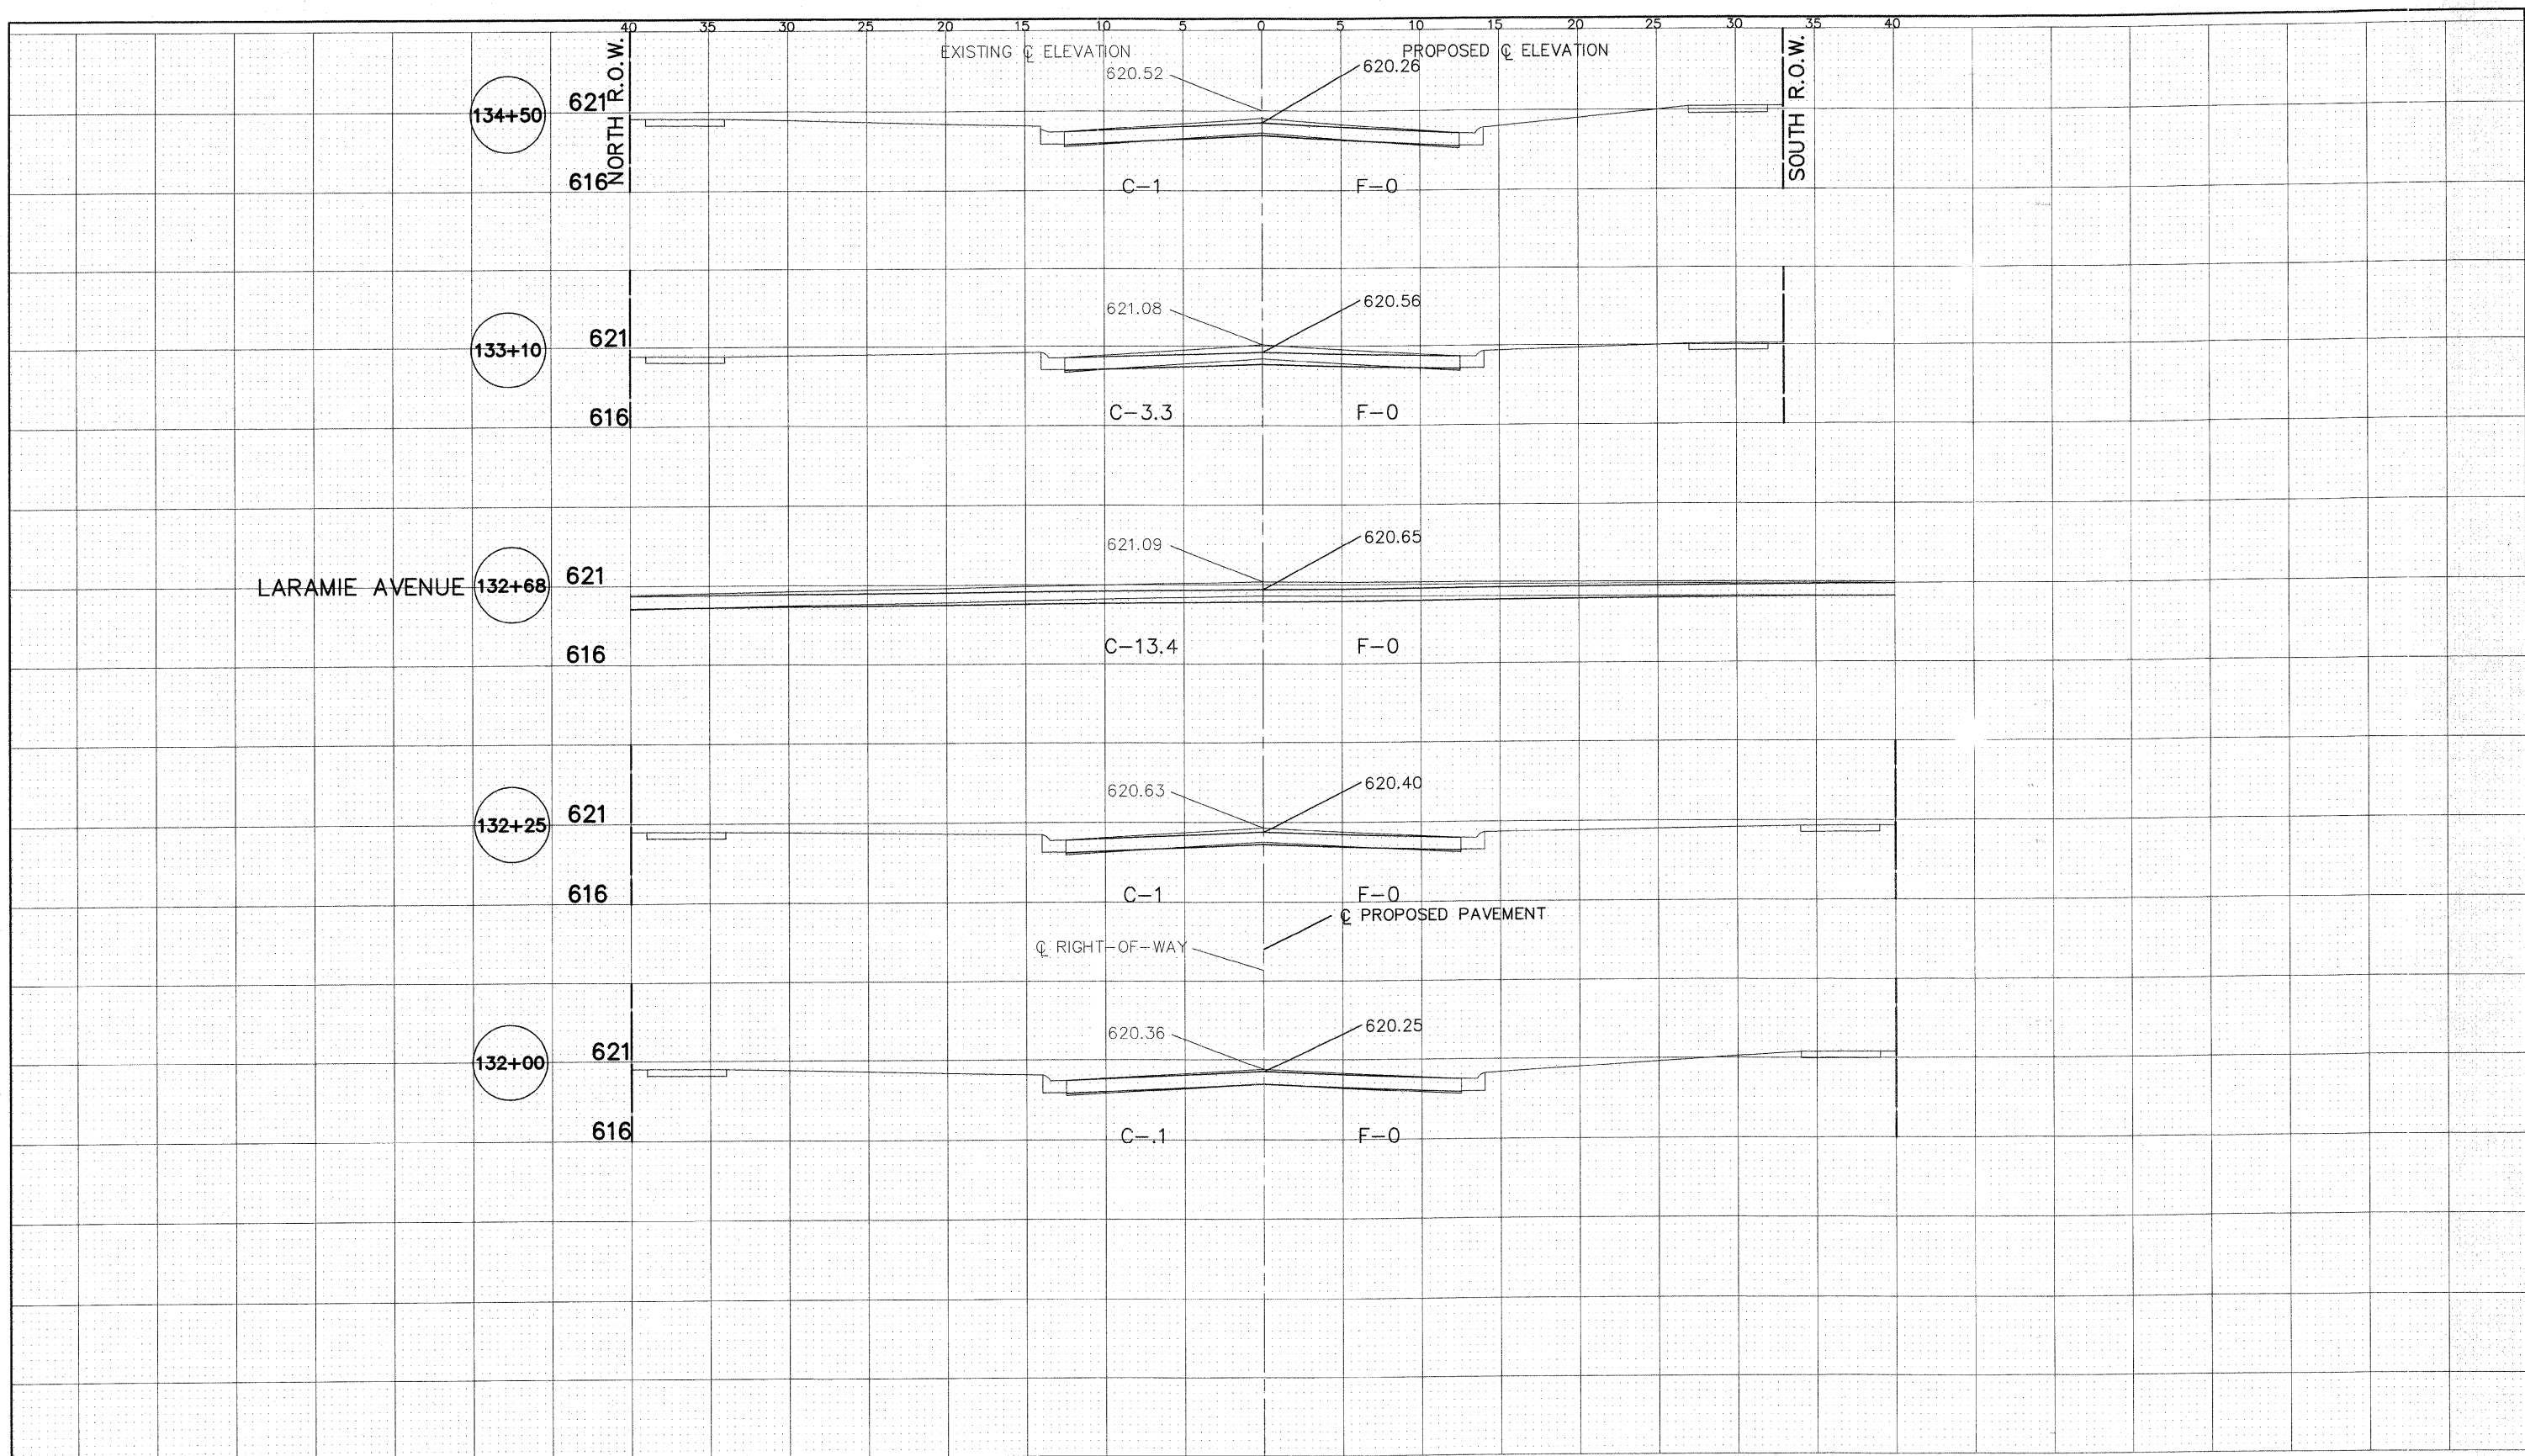 40 35 30 25 20 15 10 5 0 5 10 15 20 25 30 35 40
EXISTING ℄ ELEVATION PROPOSED ℄ ELEVATION
NORTH R.O.W.
SOUTH R.O.W.
620.52 620.26
134+50 621
616 C-1 F-0
621.08 620.56
133+10 621
616 C-3.3 F-0
621.09 620.65
LARAMIE AVENUE 132+68 621
616 C-13.4 F-0
620.63 620.40
132+25 621
616 C-1 F-0
℄ PROPOSED PAVEMENT
℄ RIGHT-OF-WAY
620.36 620.25
132+00 621
616 C-.1 F-0